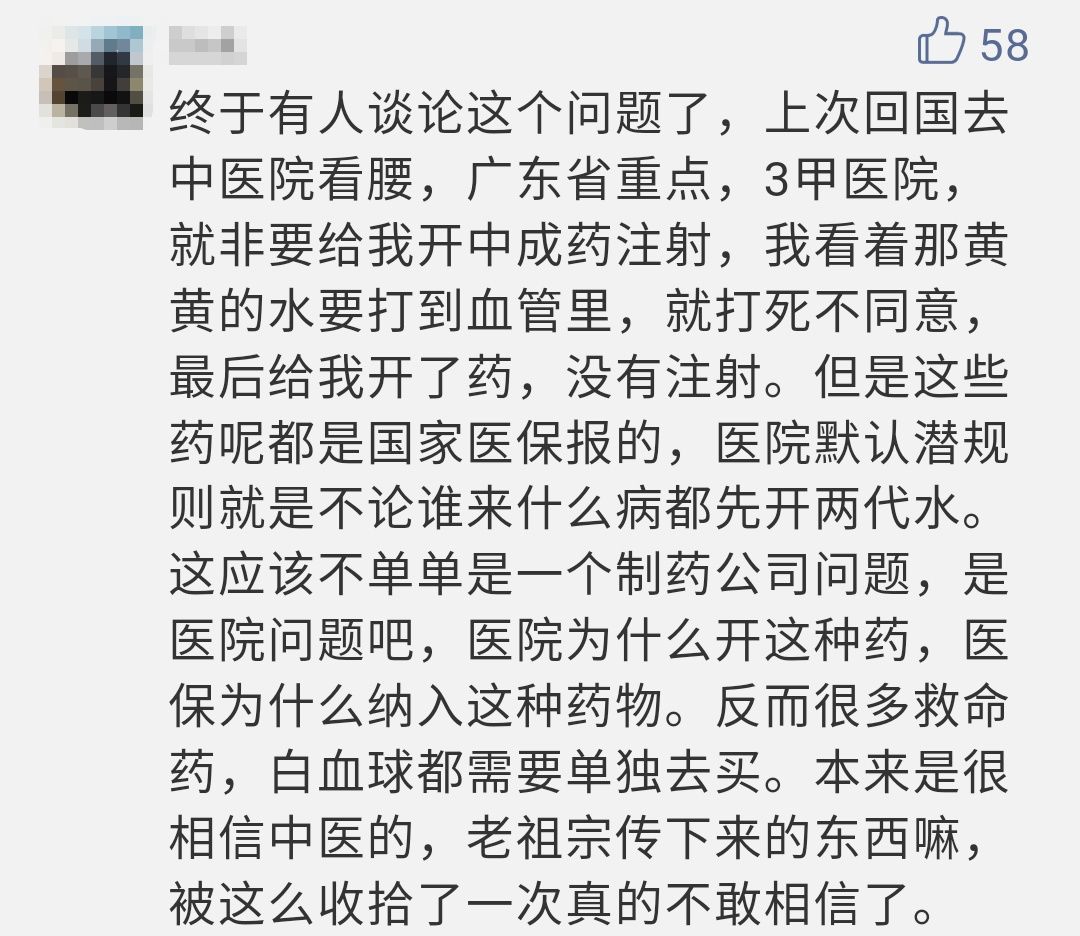 58
终于有人谈论这个问题了，上次回国去
中医院看腰，广东省重点，3甲医院，
就非要给我开中成药注射，我看着那黄
黄的水要打到血管里，就打死不同意，
最后给我开了药，没有注射。但是这些
药呢都是国家医保报的，医院默认潜规
则就是不论谁来什么病都先开两代水。
这应该不单单是一个制药公司问题，是
医院问题吧，医院为什么开这种药，医
保为什么纳入这种药物。反而很多救命
药，白血球都需要单独去买。本来是很
相信中医的，老祖宗传下来的东西嘛，
被这么收拾了一次真的不敢相信了。